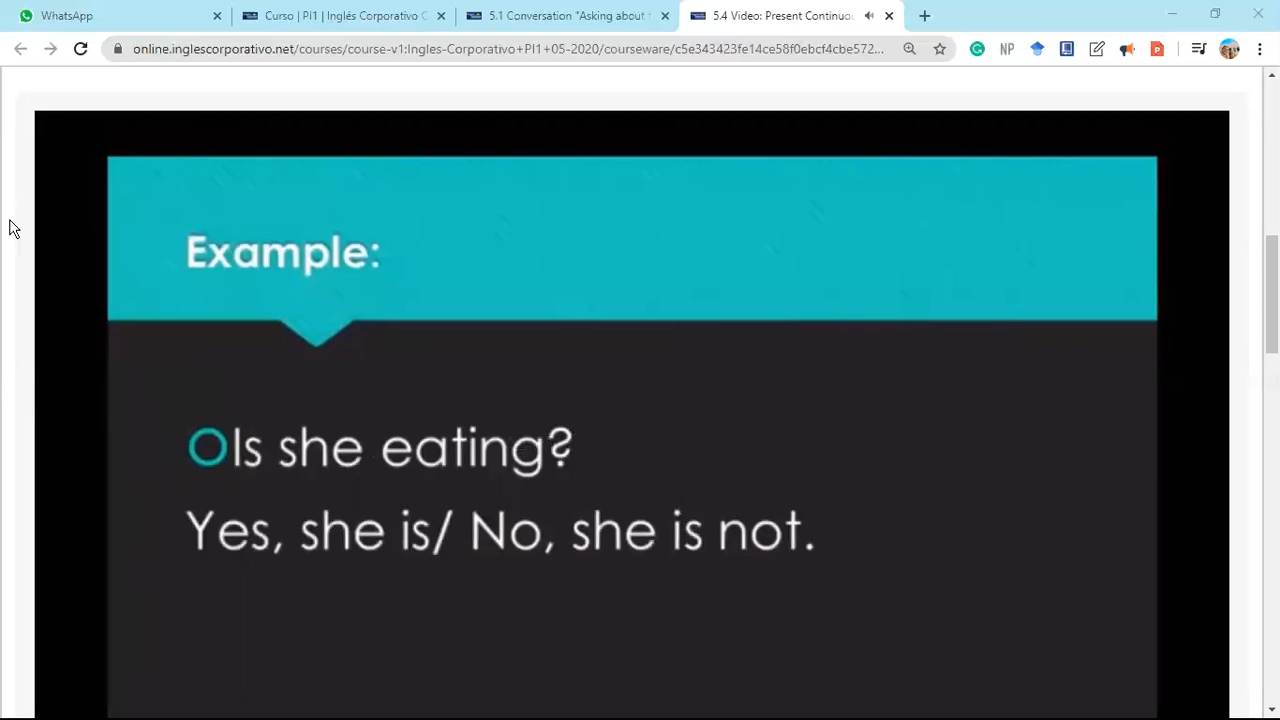 WhatsApp
Curso | PI1 | Inglés Corporativo C
5.1 Conversation "Asking about
5.4 Video: Present Continuo
online.inglescorporativo.net/courses/course-v1:Ingles-Corporativo+PI1+05-2020/courseware/c5e343423fe14ce58f0ebcf4cbe572...
NP
Example:
Is she eating?
Yes, she is/ No, she is not.